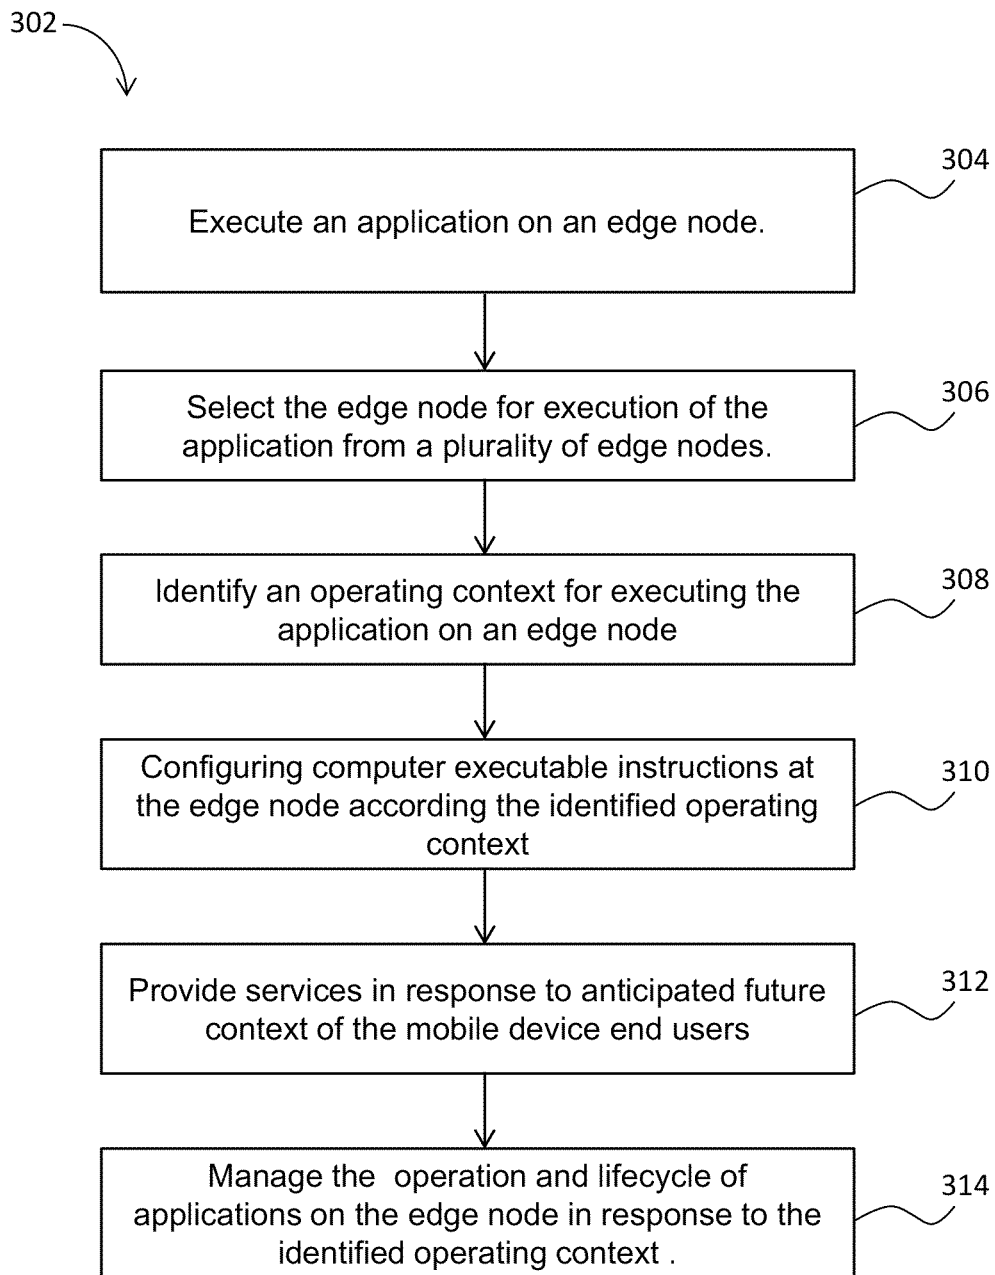 302
304
Execute an application on an edge node.
306
Select the edge node for execution of the
application from a plurality of edge nodes.
308
Identify an operating context for executing the
application on an edge node
310
Configuring computer executable instructions at
the edge node according the identified operating
context
312
Provide services in response to anticipated future
context of the mobile device end users
314
Manage the  operation and lifecycle of
applications on the edge node in response to the
identified operating context .